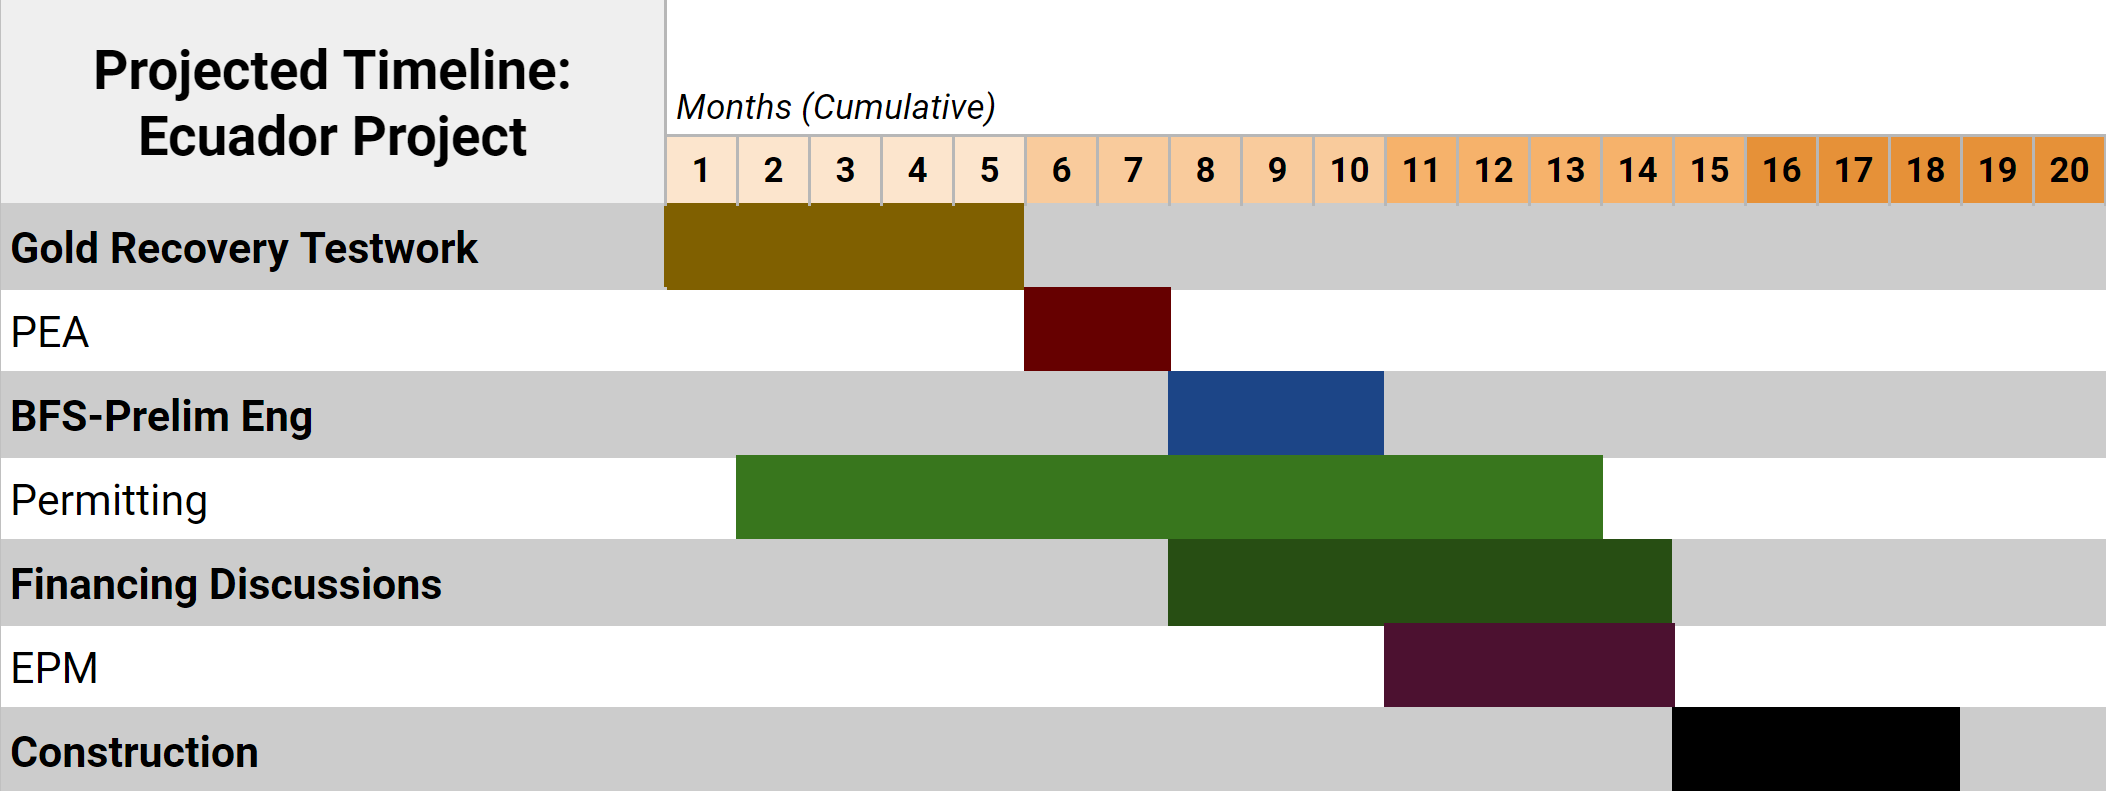 Projected Timeline:
Ecuador Project
Months (Cumulative)
1 2 3 4 5 6 7 8 9 10 11 12 13 14 15 16 17 18 19 20
Gold Recovery Testwork
PEA
BFS-Prelim Eng
Permitting
Financing Discussions
EPM
Construction